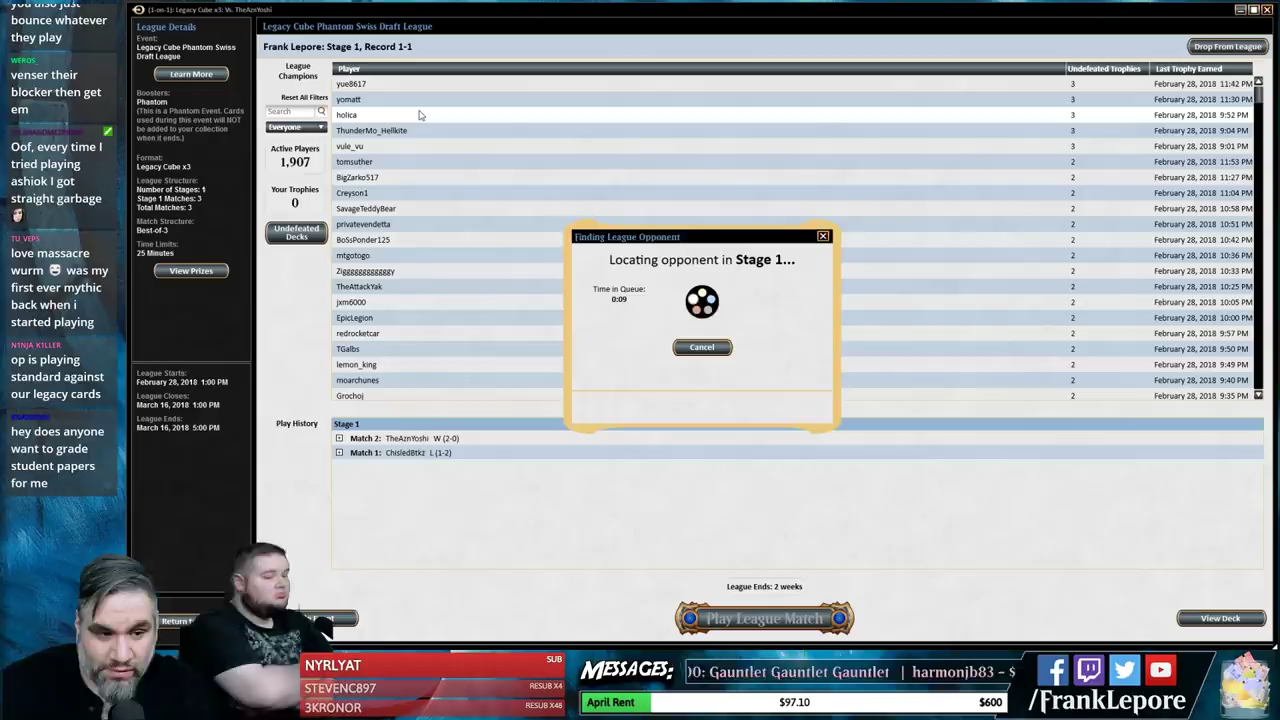 you also just
bounce whatever
they play
WEROS
venser their
blocker then get
em
Oof, every time I
tried playing
ashiok I got
straight garbage
TU VEPS
love massacre
wurm was my
first ever mythic
back when i
started playing
N1NJA K1LLER
op is playing
standard against
our legacy cards
hey does anyone
want to grade
student papers
for me
(1-on-1): Legacy Cube x3: Vs. TheAznYoshi
League Details
Event:
Legacy Cube Phantom Swiss
Draft League
Learn More
Boosters:
Phantom
(This is a Phantom Event. Cards
used during this event will NOT
be added to your collection
when it ends.)
Format:
Legacy Cube x3
League Structure:
Number of Stages: 1
Stage 1 Matches: 3
Total Matches: 3
Match Structure:
Best-of-3
Time Limits:
25 Minutes
View Prizes
League Starts:
February 28, 2018 1:00 PM
League Closes:
March 16, 2018 1:00 PM
League Ends:
March 16, 2018 5:00 PM
Legacy Cube Phantom Swiss Draft League
Frank Lepore: Stage 1, Record 1-1
Drop From League
League
Champions
Reset All Filters
Search
Everyone
Active Players
1,907
Your Trophies
0
Undefeated
Decks
Player Undefeated Trophies Last Trophy Earned
yue8617 3 February 28, 2018 11:42 PM
yomatt 3 February 28, 2018 11:30 PM
holica 3 February 28, 2018 9:52 PM
ThunderMo_Hellkite 3 February 28, 2018 9:04 PM
vule_vu 3 February 28, 2018 9:01 PM
tomsuther 2 February 28, 2018 11:53 PM
BigZarko517 2 February 28, 2018 11:27 PM
Creyson1 2 February 28, 2018 11:04 PM
SavageTeddyBear 2 February 28, 2018 10:58 PM
privatevendetta 2 February 28, 2018 10:51 PM
BoSsPonder125 2 February 28, 2018 10:42 PM
mtgotogo 2 February 28, 2018 10:36 PM
Ziggggggggggggy 2 February 28, 2018 10:35 PM
TheAttackYak 2 February 28, 2018 10:25 PM
jxm6000 2 February 28, 2018 10:05 PM
EpicLegion 2 February 28, 2018 10:00 PM
redrocketcar 2 February 28, 2018 9:57 PM
TGalbs 2 February 28, 2018 9:50 PM
lemon_king 2 February 28, 2018 9:49 PM
moarchunes 2 February 28, 2018 9:40 PM
Grochoj 2 February 28, 2018 9:35 PM
Finding League Opponent
Locating opponent in Stage 1...
Time in Queue:
0:09
Cancel
Play History
Stage 1
Match 2: TheAznYoshi W (2-0)
Match 1: ChisledBtkz L (1-2)
League Ends: 2 weeks
Return
Play League Match
View Deck
NYRLYAT SUB
STEVENC897 RESUB X4
3KRONOR RESUB X48
MESSAGES:
00: Gauntlet Gauntlet Gauntlet | harmonjb83 - $
April Rent $97.10 $600
/FrankLepore